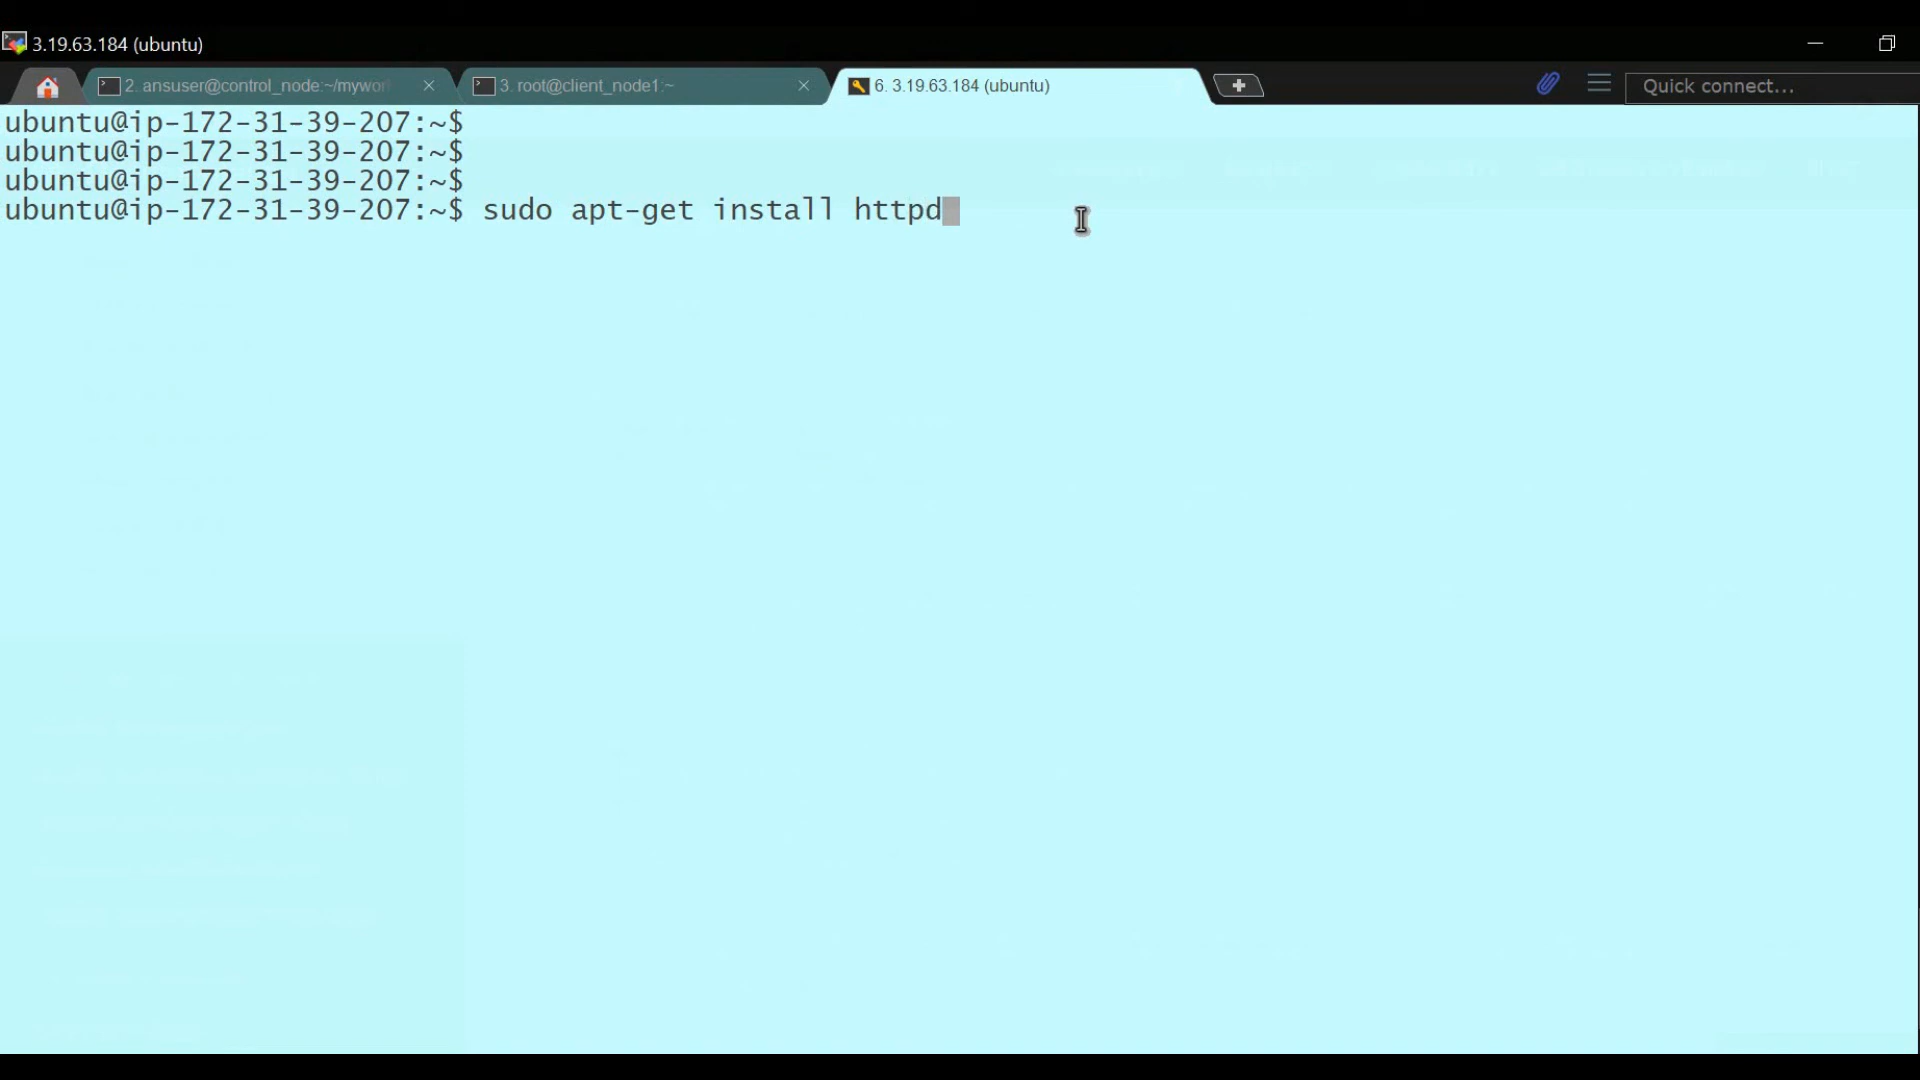 3.19.63.184 (ubuntu)
2. ansuser@control_node:~/mywor
3. root@client_node1:~
6. 3.19.63.184 (ubuntu)
Quick connect...
ubuntu@ip-172-31-39-207:~$
ubuntu@ip-172-31-39-207:~$
ubuntu@ip-172-31-39-207:~$
ubuntu@ip-172-31-39-207:~$ sudo apt-get install httpd